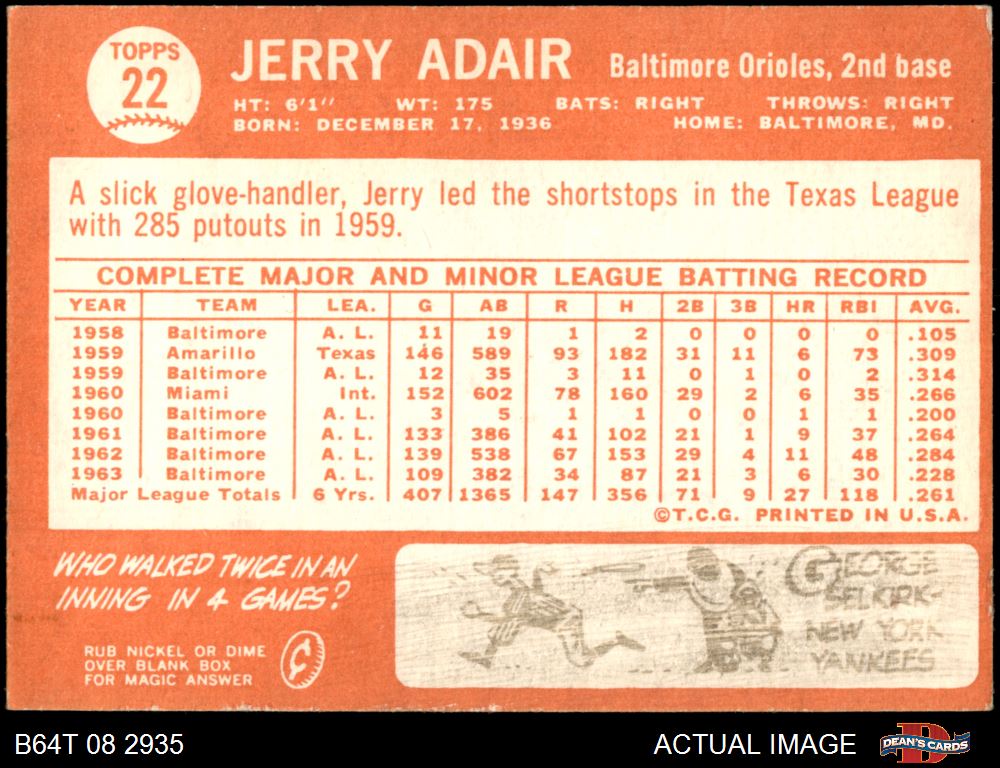 TOPPS
22
JERRY ADAIR
Baltimore Orioles, 2nd base
HT: 6'1" WT: 175 BATS: RIGHT THROWS: RIGHT
BORN: DECEMBER 17, 1936 HOME: BALTIMORE, MD.
A slick glove-handler, Jerry led the shortstops in the Texas League
with 285 putouts in 1959.
COMPLETE MAJOR AND MINOR LEAGUE BATTING RECORD
YEAR TEAM LEA. G AB R H 2B 3B HR RBI AVG.
1958 Baltimore A. L. 11 19 1 2 0 0 0 0 .105
1959 Amarillo Texas 146 589 93 182 31 11 6 73 .309
1959 Baltimore A. L. 12 35 3 11 0 1 0 2 .314
1960 Miami Int. 152 602 78 160 29 2 6 35 .266
1960 Baltimore A. L. 3 5 1 1 0 0 1 1 .200
1961 Baltimore A. L. 133 386 41 102 21 1 9 37 .264
1962 Baltimore A. L. 139 538 67 153 29 4 11 48 .284
1963 Baltimore A. L. 109 382 34 87 21 3 6 30 .228
Major League Totals 6 Yrs. 407 1365 147 356 71 9 27 118 .261
©T.C.G. PRINTED IN U.S.A.
WHO WALKED TWICE IN AN
INNING IN 4 GAMES?
RUB NICKEL OR DIME
OVER BLANK BOX
FOR MAGIC ANSWER
¢
GEORGE
SELKIRK-
NEW YORK
YANKEES
B64T 08 2935
ACTUAL IMAGE
D
DEAN'S CARDS